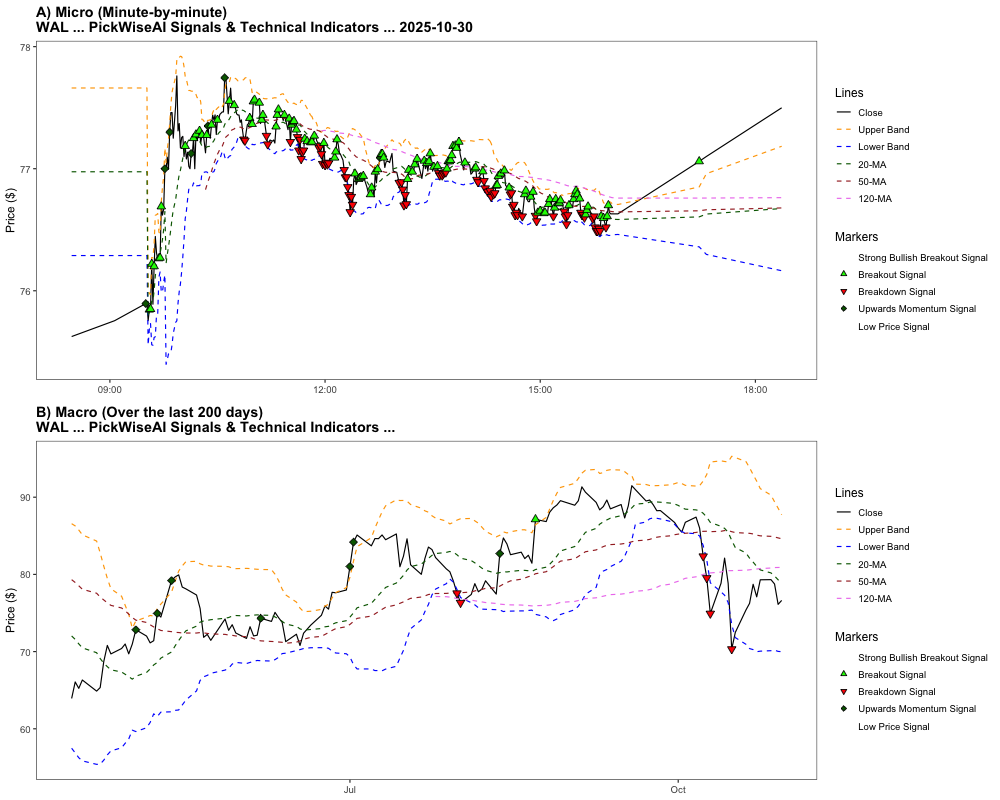 A) Micro (Minute-by-minute)
WAL ... PickWiseAI Signals & Technical Indicators ... 2025-10-30
Price ($)
78
77
76
09:00
12:00
15:00
18:00
Lines
Close
Upper Band
Lower Band
20-MA
50-MA
120-MA
Markers
Strong Bullish Breakout Signal
Breakout Signal
Breakdown Signal
Upwards Momentum Signal
Low Price Signal
B) Macro (Over the last 200 days)
WAL ... PickWiseAI Signals & Technical Indicators ...
Price ($)
90
80
70
60
Jul
Oct
Lines
Close
Upper Band
Lower Band
20-MA
50-MA
120-MA
Markers
Strong Bullish Breakout Signal
Breakout Signal
Breakdown Signal
Upwards Momentum Signal
Low Price Signal